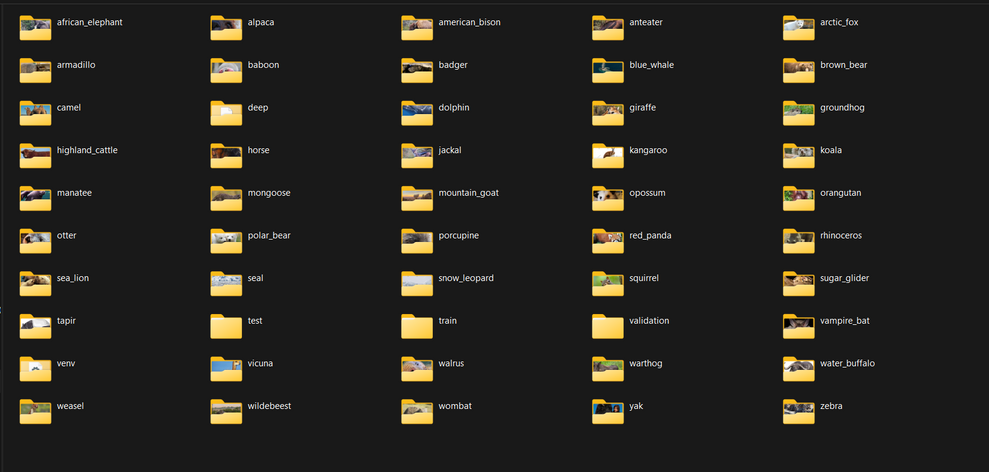 african_elephant
alpaca
american_bison
anteater
arctic_fox
armadillo
baboon
badger
blue_whale
brown_bear
camel
deep
dolphin
giraffe
groundhog
highland_cattle
horse
jackal
kangaroo
koala
manatee
mongoose
mountain_goat
opossum
orangutan
otter
polar_bear
porcupine
red_panda
rhinoceros
sea_lion
seal
snow_leopard
squirrel
sugar_glider
tapir
test
train
validation
vampire_bat
venv
vicuna
walrus
warthog
water_buffalo
weasel
wildebeest
wombat
yak
zebra